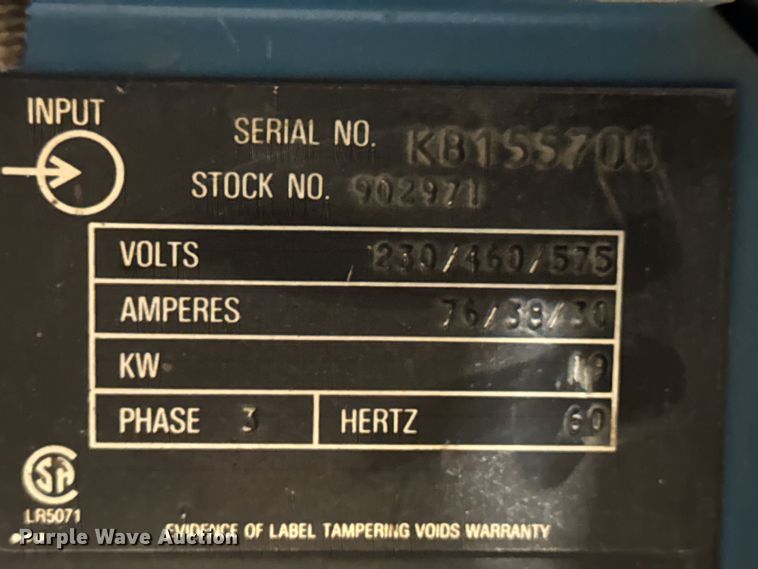 INPUT
SERIAL NO.
STOCK NO. 902971
VOLTS 230/460/575
AMPERES 76/38/30
KW 19
PHASE 3 HERTZ 60
LR5071
EVIDENCE OF LABEL TAMPERING VOIDS WARRANTY
Purple Wave Auction